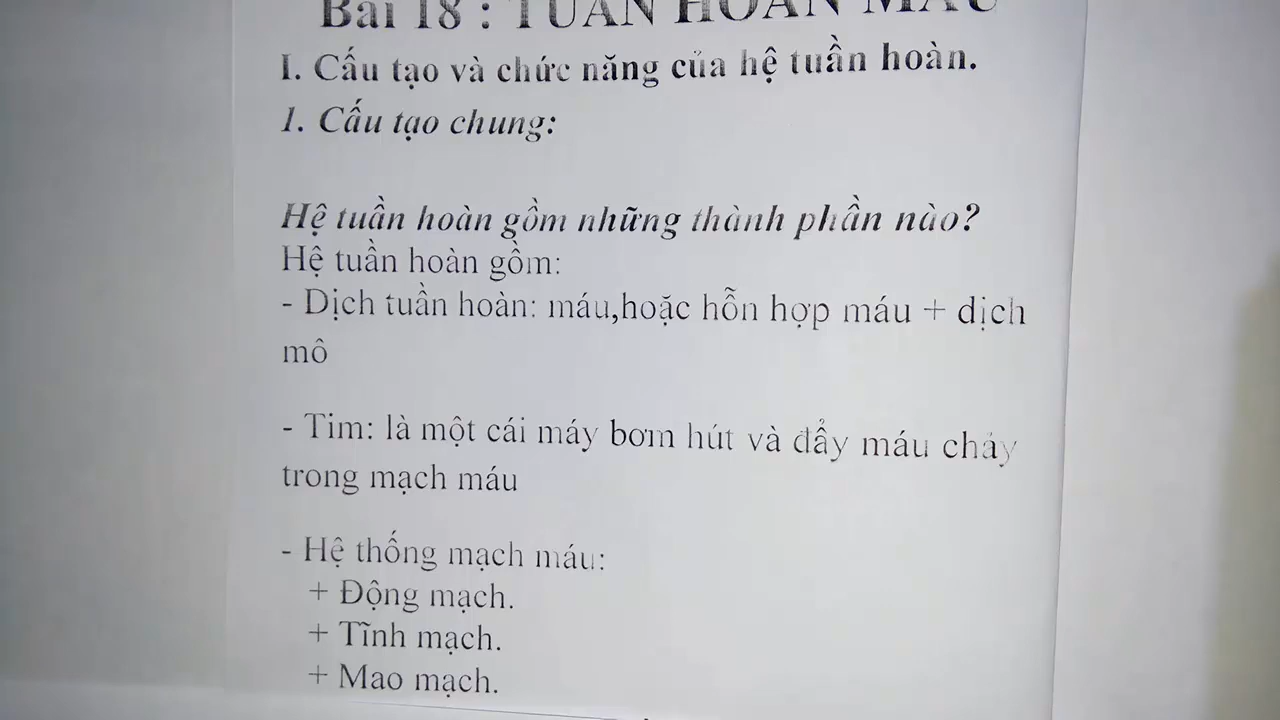 Bài 18 : TUẦN HOÀN MÁU
I. Cấu tạo và chức năng của hệ tuần hoàn.
1. Cấu tạo chung:
Hệ tuần hoàn gồm những thành phần nào?
Hệ tuần hoàn gồm:
- Dịch tuần hoàn: máu,hoặc hỗn hợp máu + dịch
mô
- Tim: là một cái máy bơm hút và đẩy máu chảy
trong mạch máu
- Hệ thống mạch máu:
+ Động mạch.
+ Tĩnh mạch.
+ Mao mạch.